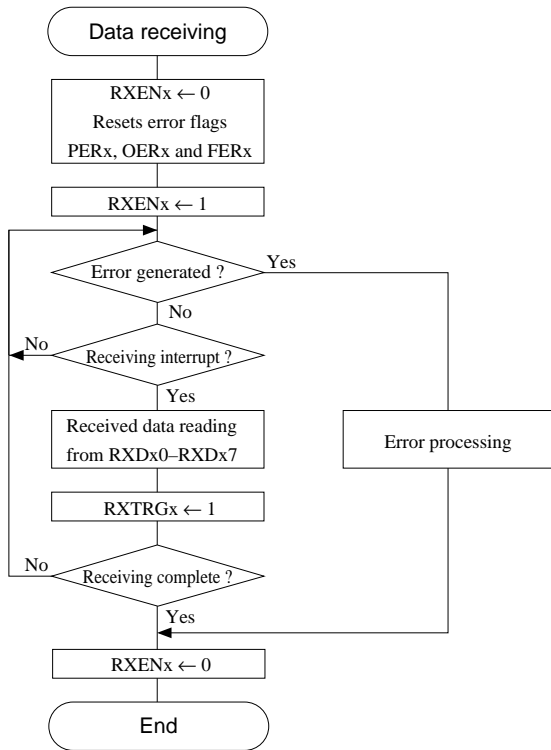 Data receiving
RXENx ← 0
Resets error flags
PERx, OERx and FERx
RXENx ← 1
Error generated ?
Yes
No
Receiving interrupt ?
No
Yes
Received data reading
from RXDx0–RXDx7
Error processing
RXTRGx ← 1
Receiving complete ?
No
Yes
RXENx ← 0
End